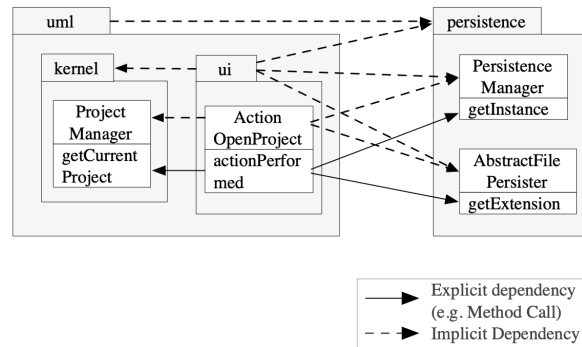 uml
persistence
kernel
ui
Project
Manager
getCurrent
Project
Action
OpenProject
actionPerfor
med
Persistence
Manager
getInstance
AbstractFile
Persister
getExtension
Explicit dependency
(e.g. Method Call)
Implicit Dependency